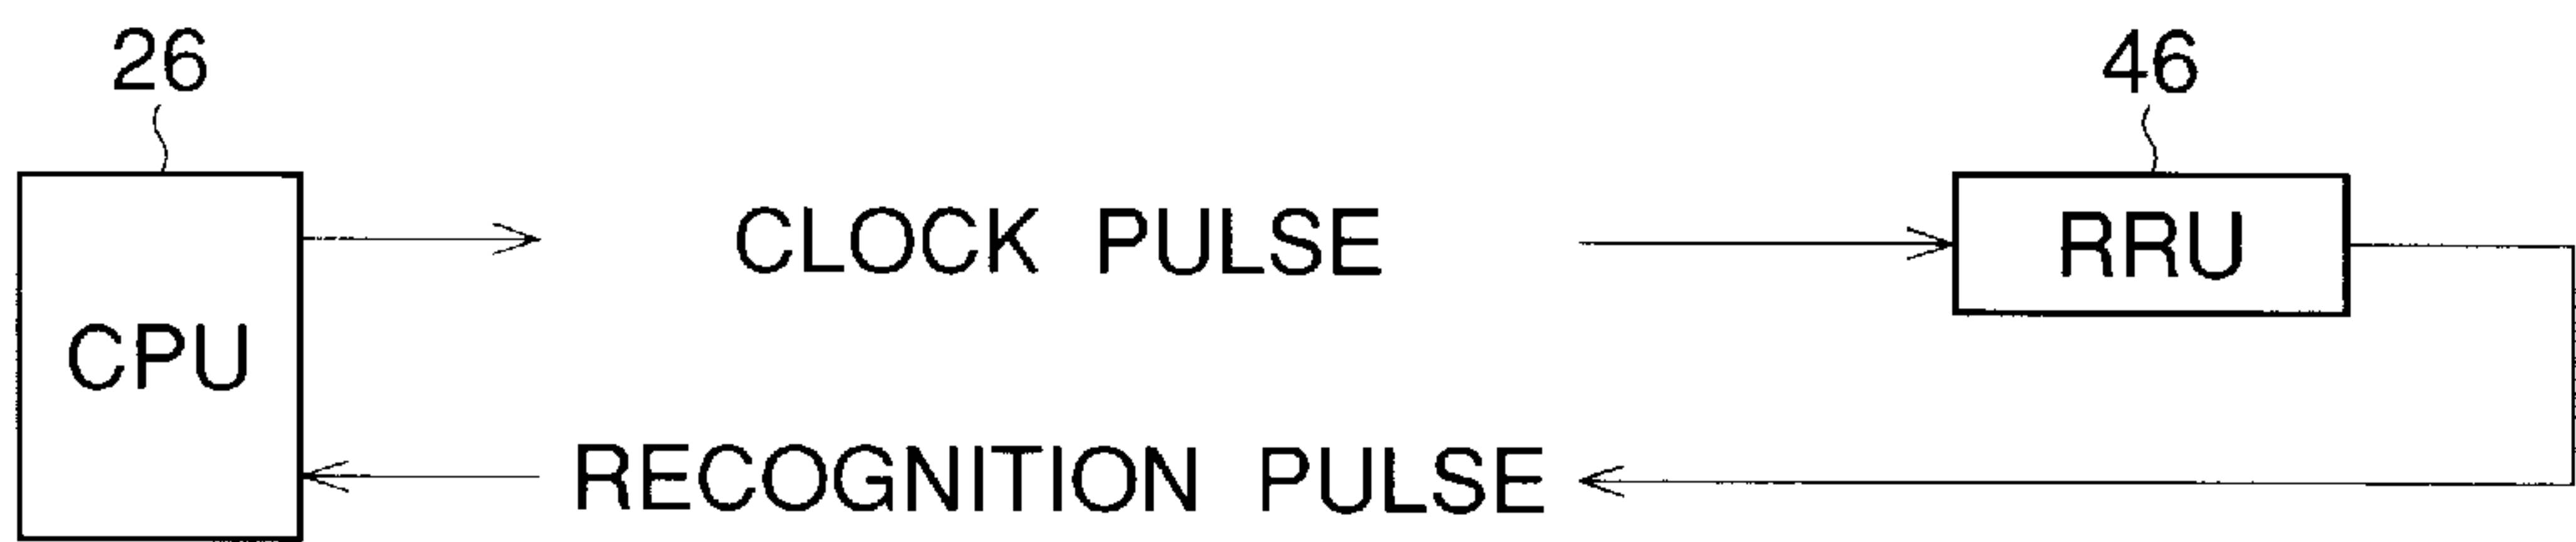 26
46
CLOCK PULSE
RRU
CPU
RECOGNITION PULSE